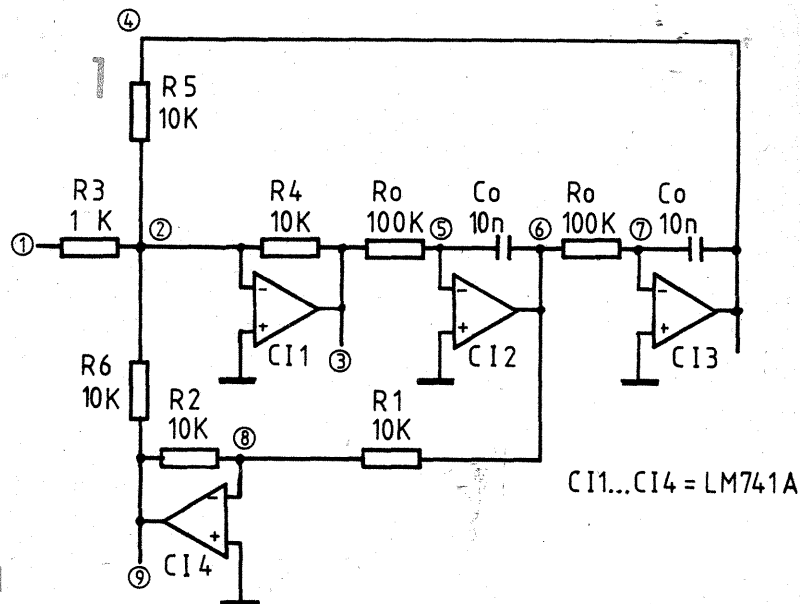 ④
1
R5
10K
R3
1 K
②
R4
10K
Ro
100K
⑤
Co
10n
⑥
Ro
100K
⑦
Co
10n
①
-
+
CI1
③
-
+
CI2
-
+
CI3
R6
10K
R2
10K
⑧
R1
10K
CI1...CI4 = LM741A
-
+
CI4
⑨